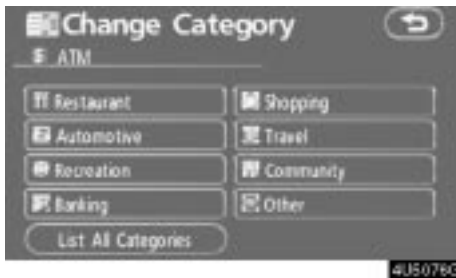 Change Category
$ ATM
Restaurant Shopping
Automotive Travel
Recreation Community
Banking Other
List All Categories
4U5076G